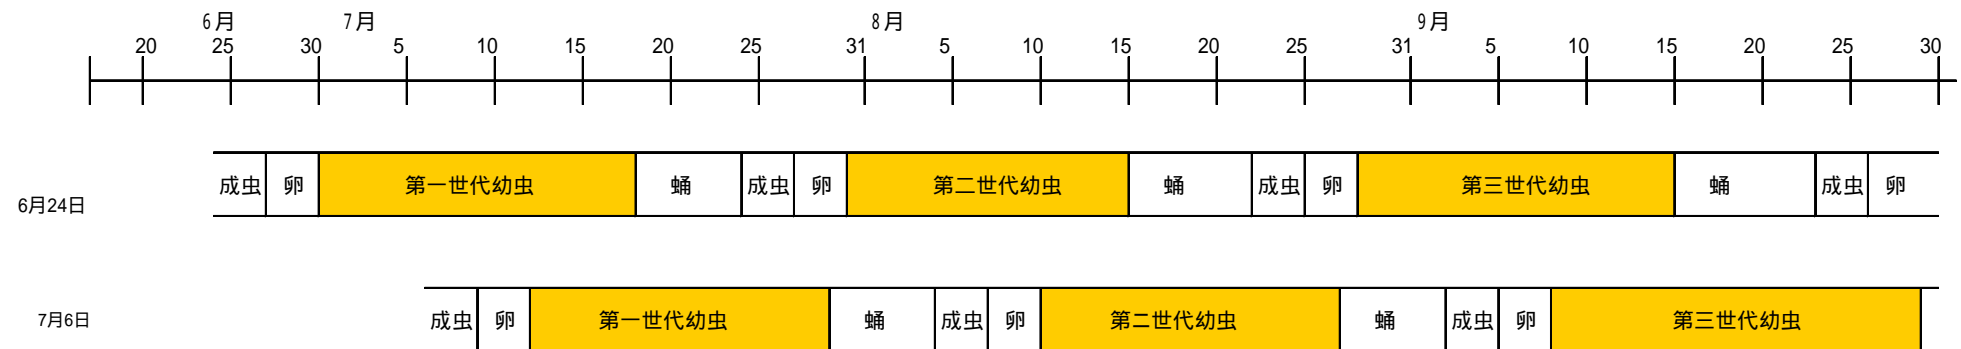 6月 7月 8月 9月
20 25 30 5 10 15 20 25 31 5 10 15 20 25 31 5 10 15 20 25 30
成虫 卵 第一世代幼虫 蛹 成虫 卵 第二世代幼虫 蛹 成虫 卵 第三世代幼虫 蛹 成虫 卵
6月24日
7月6日 成虫 卵 第一世代幼虫 蛹 成虫 卵 第二世代幼虫 蛹 成虫 卵 第三世代幼虫